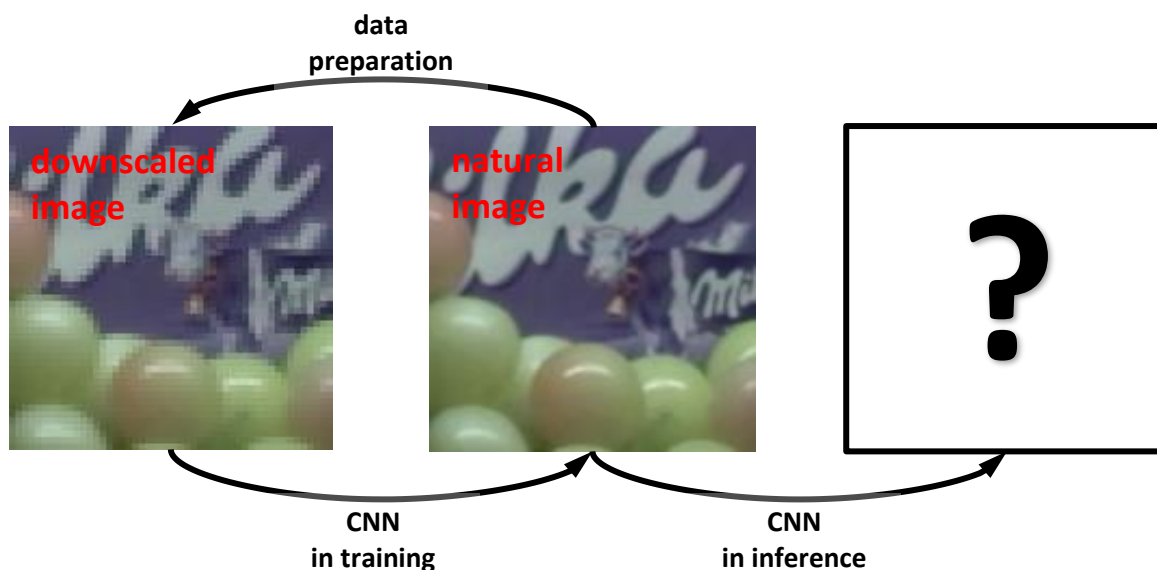 data
preparation
downscaled
image
natural
image
?
CNN
in training
CNN
in inference